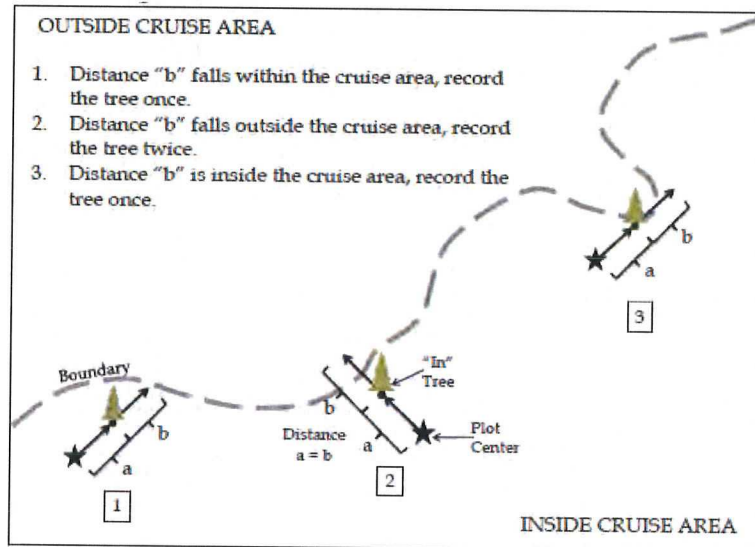 OUTSIDE CRUISE AREA
1. Distance "b" falls within the cruise area, record
the tree once.
2. Distance "b" falls outside the cruise area, record
the tree twice.
3. Distance "b" is inside the cruise area, record the
tree once.
b
a
3
Boundary
b
a
1
"In"
Tree
b
Distance
a = b
a
Plot
Center
2
INSIDE CRUISE AREA